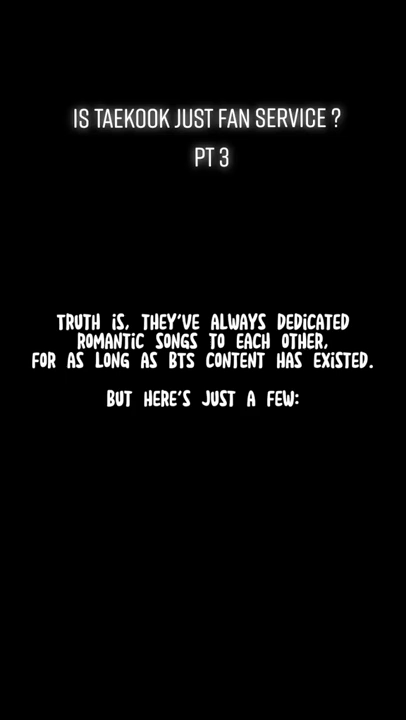 IS TAEKOOK JUST FAN SERVICE ?
PT 3
TRUTH IS, THEY'VE ALWAYS DEDICATED
ROMANTIC SONGS TO EACH OTHER,
FOR AS LONG AS BTS CONTENT HAS EXISTED.
BUT HERE'S JUST A FEW: